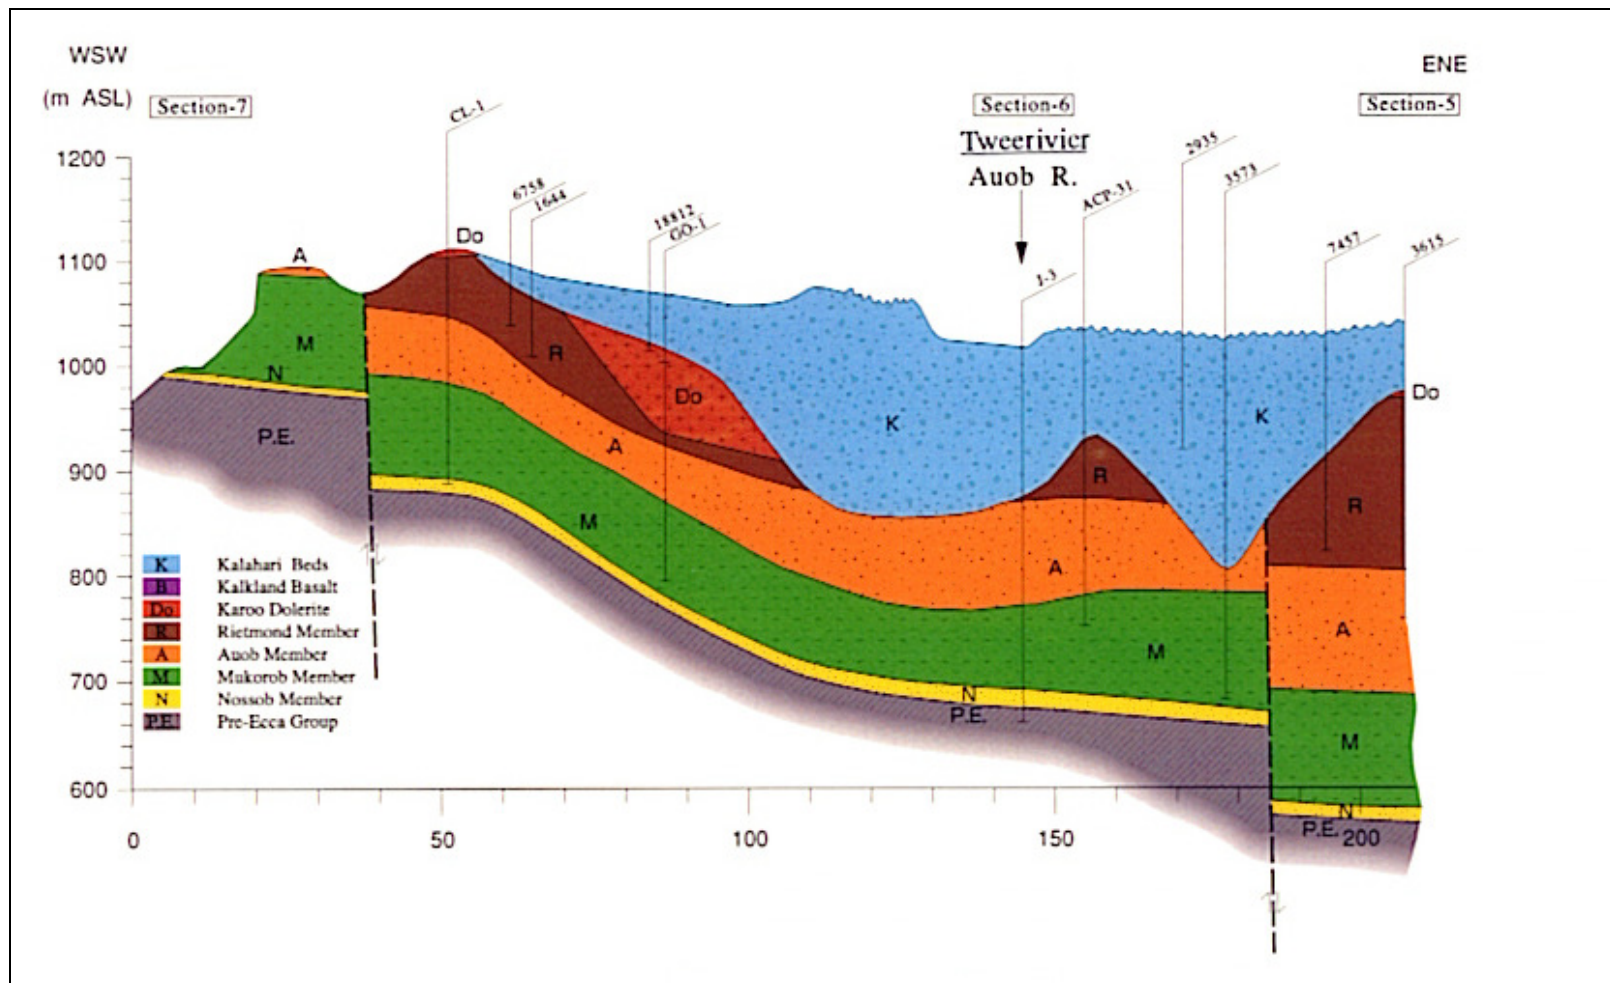 WSW
ENE
(m ASL)
Section-7
Section-6
Section-5
Tweerivier
Auob R.
CL-1
6758
1644
18812
GO-1
J-3
ACP-31
2935
3573
7457
3615
1200
1100
1000
900
800
700
600
0
50
100
150
200
A
Do
M
N
P.E.
R
Do
A
M
K
R
A
M
N
P.E.
K
Do
R
A
M
N
P.E.
K Kalahari Beds
B Kalkland Basalt
Do Karoo Dolerite
R Rietmond Member
A Auob Member
M Mukorob Member
N Nossob Member
P.E. Pre-Ecca Group